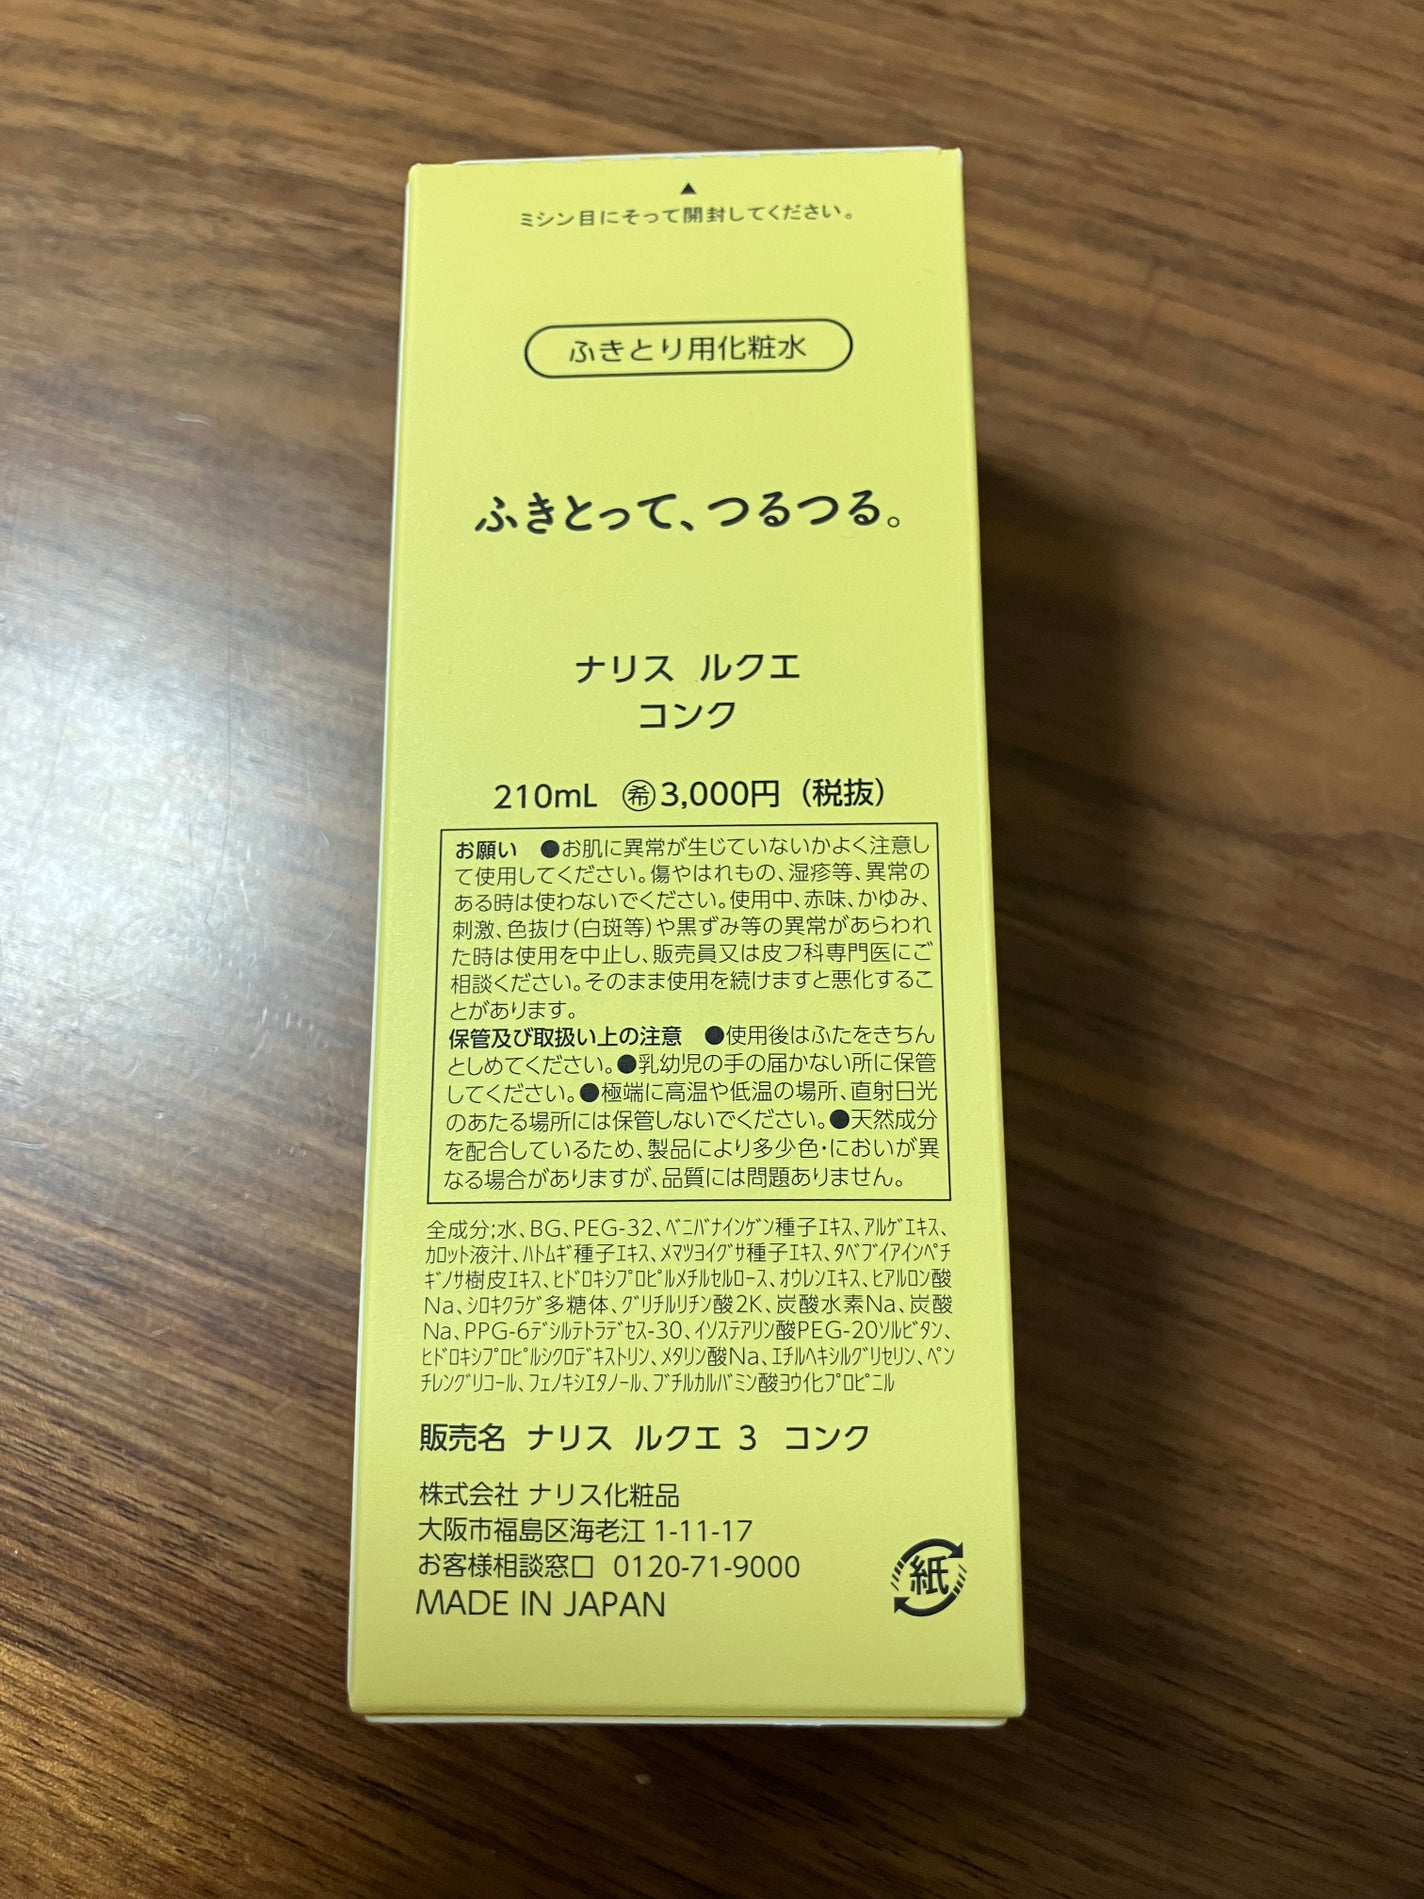 ▲
ミシン目にそって開封してください。
ふきとり用化粧水
ふきとって、つるつる。
ナリス ルクエ
コンク
210mL ㊗3,000円（税抜）
お願い ●お肌に異常が生じていないかよく注意し
て使用してください。傷やはれもの、湿疹等、異常の
ある時は使わないでください。使用中、赤味、かゆみ、
刺激、色抜け（白斑等）や黒ずみ等の異常があらわれ
た時は使用を中止し、販売員又は皮フ科専門医にご
相談ください。そのまま使用を続けますと悪化するこ
とがあります。
保管及び取扱い上の注意 ●使用後はふたをきちん
としめてください。●乳幼児の手の届かない所に保管
してください。●極端に高温や低温の場所、直射日光
のあたる場所には保管しないでください。●天然成分
を配合しているため、製品により多少色・においが異
なる場合がありますが、品質には問題ありません。
全成分;水、BG、PEG-32、ﾍﾞﾆﾊﾞﾅｲﾝｹﾞﾝ種子ｴｷｽ、ｱﾙｹﾞｴｷｽ、
ｶﾛｯﾄ液汁、ﾊﾄﾑｷﾞ種子ｴｷｽ、ﾒﾏﾂﾖｲｸﾞｻ種子ｴｷｽ、ﾀﾍﾞﾌﾞｲｱｲﾝﾍﾟﾁ
ｷﾞﾉｻ樹皮ｴｷｽ、ﾋﾄﾞﾛｷｼﾌﾟﾛﾋﾟﾙﾒﾁﾙｾﾙﾛｰｽ、ｵｳﾚﾝｴｷｽ、ﾋｱﾙﾛﾝ酸
Na、ｼﾛｷｸﾗｹﾞ多糖体、ｸﾞﾘﾁﾙﾘﾁﾝ酸2K、炭酸水素Na、炭酸
Na、PPG-6ﾃﾞｼﾙﾃﾄﾗﾃﾞｾｽ-30、ｲｿｽﾃｱﾘﾝ酸PEG-20ｿﾙﾋﾞﾀﾝ、
ﾋﾄﾞﾛｷｼﾌﾟﾛﾋﾟﾙｼｸﾛﾃﾞｷｽﾄﾘﾝ、ﾒﾀﾘﾝ酸Na、ｴﾁﾙﾍｷｼﾙｸﾞﾘｾﾘﾝ、ﾍﾟﾝ
ﾁﾚﾝｸﾞﾘｺｰﾙ、ﾌｪﾉｷｼｴﾀﾉｰﾙ、ﾌﾞﾁﾙｶﾙﾊﾞﾐﾝ酸ﾖｳ化ﾌﾟﾛﾋﾟﾆﾙ
販売名 ナリス ルクエ 3 コンク
株式会社 ナリス化粧品
大阪市福島区海老江 1-11-17
お客様相談窓口 0120-71-9000
MADE IN JAPAN
紙